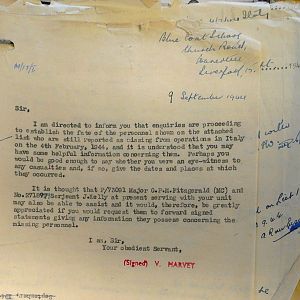 Blue Coat School,
Church Road,
Wavertree
Liverpool, 15.
9 September 1944
Sir,
I am directed to inform you that enquiries are proceeding
to establish the fate of the personnel shown on the attached
list who are still reported as missing from operations in Italy
on the 4th February, 1944, and it is understood that you may
have some helpful information concerning them. Perhaps you
would be good enough to say whether you were an eye-witness to
any casualties and, if so, give the dates and places at which
they occurred.
It is thought that P/73001 Major G.P.E.Fitzgerald (MC) and
Serjeant J.Kelly at present serving with your unit
may also be able to assist and it would, therefore, be greatly
appreciated if you would request them to forward signed
statements giving any information they possess concerning the
missing personnel.
I am, Sir,
Your obedient Servant,
(Signed) V. MARVEY